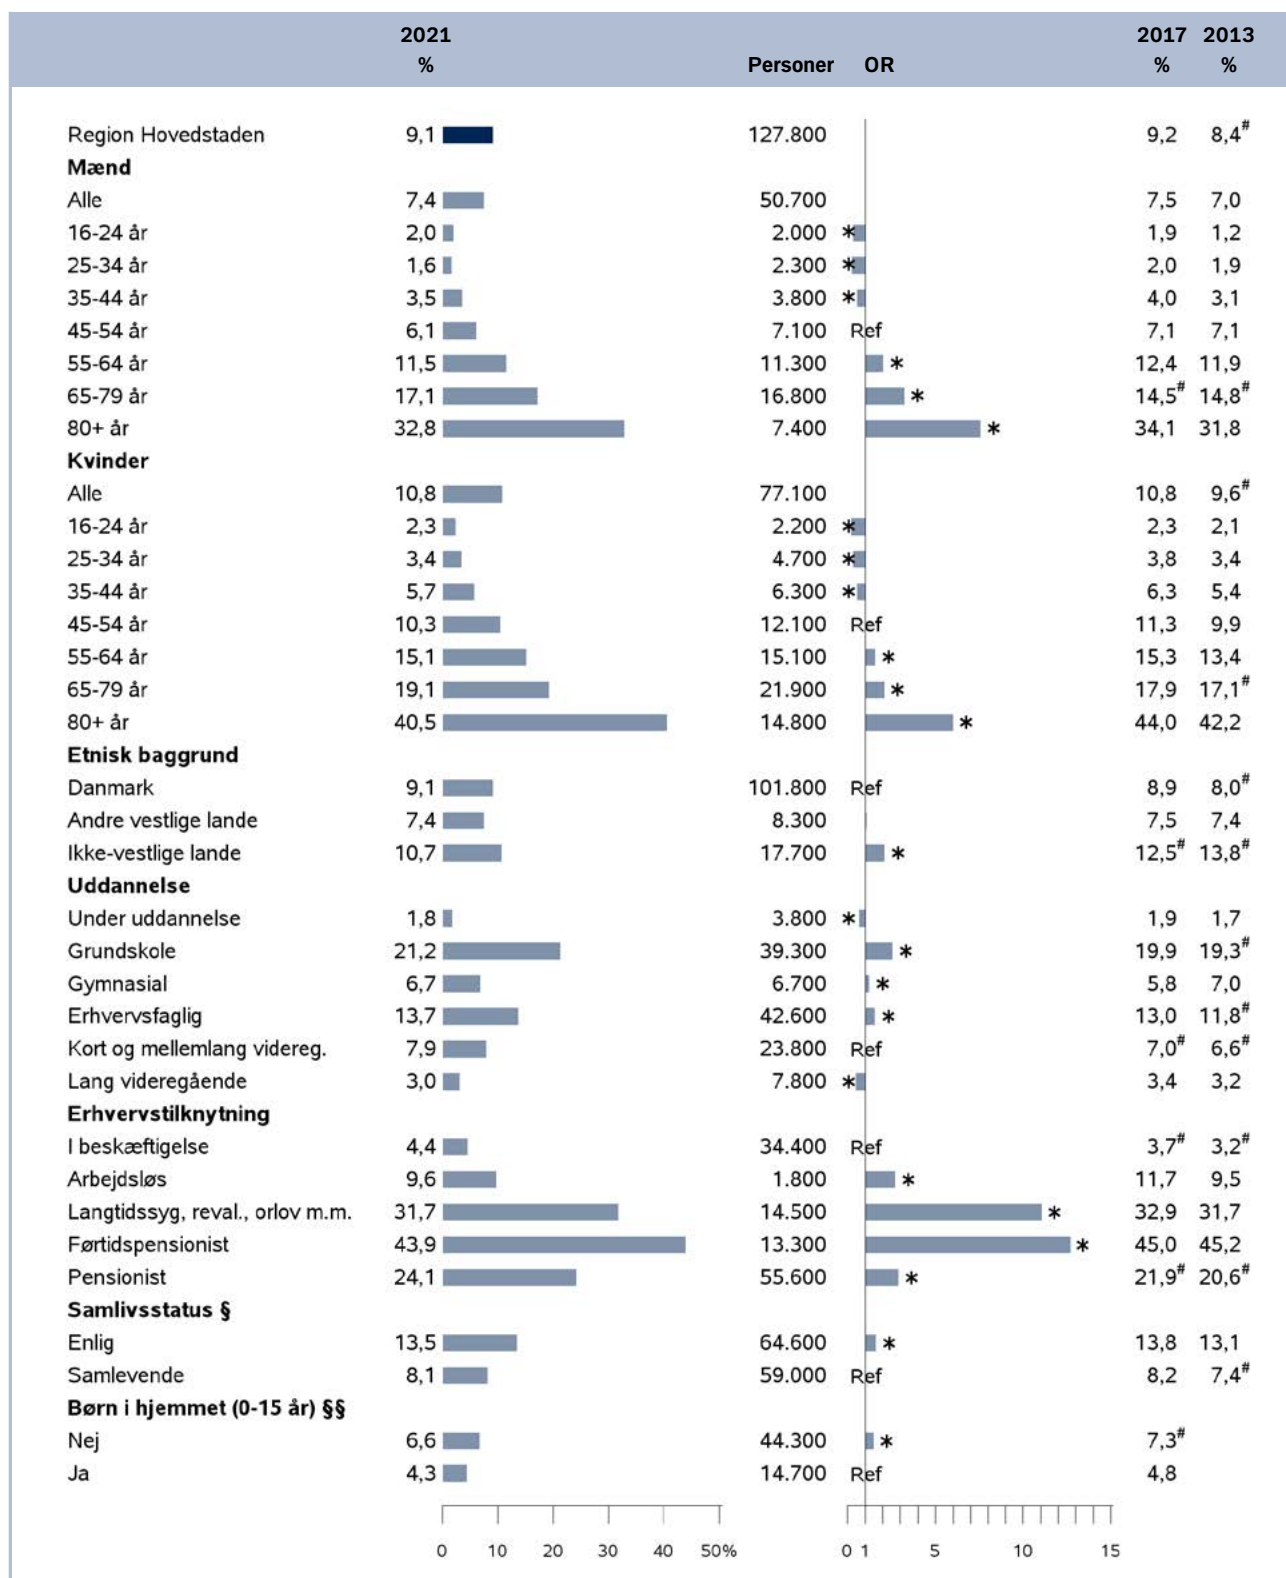 2021 2017 2013
% Personer OR % %
Region Hovedstaden 9,1 127.800 9,2 8,4#
Mænd
Alle 7,4 50.700 7,5 7,0
16-24 år 2,0 2.000 * 1,9 1,2
25-34 år 1,6 2.300 * 2,0 1,9
35-44 år 3,5 3.800 * 4,0 3,1
45-54 år 6,1 7.100 Ref 7,1 7,1
55-64 år 11,5 11.300 * 12,4 11,9
65-79 år 17,1 16.800 * 14,5# 14,8#
80+ år 32,8 7.400 * 34,1 31,8
Kvinder
Alle 10,8 77.100 10,8 9,6#
16-24 år 2,3 2.200 * 2,3 2,1
25-34 år 3,4 4.700 * 3,8 3,4
35-44 år 5,7 6.300 * 6,3 5,4
45-54 år 10,3 12.100 Ref 11,3 9,9
55-64 år 15,1 15.100 * 15,3 13,4
65-79 år 19,1 21.900 * 17,9 17,1#
80+ år 40,5 14.800 * 44,0 42,2
Etnisk baggrund
Danmark 9,1 101.800 Ref 8,9 8,0#
Andre vestlige lande 7,4 8.300 7,5 7,4
Ikke-vestlige lande 10,7 17.700 * 12,5# 13,8#
Uddannelse
Under uddannelse 1,8 3.800 * 1,9 1,7
Grundskole 21,2 39.300 * 19,9 19,3#
Gymnasial 6,7 6.700 * 5,8 7,0
Erhvervsfaglig 13,7 42.600 * 13,0 11,8#
Kort og mellemlang videreg. 7,9 23.800 Ref 7,0# 6,6#
Lang videregående 3,0 7.800 * 3,4 3,2
Erhvervstilknytning
I beskæftigelse 4,4 34.400 Ref 3,7# 3,2#
Arbejdsløs 9,6 1.800 * 11,7 9,5
Langtidssyg, reval., orlov m.m. 31,7 14.500 * 32,9 31,7
Førtidspensionist 43,9 13.300 * 45,0 45,2
Pensionist 24,1 55.600 * 21,9# 20,6#
Samlivsstatus §
Enlig 13,5 64.600 * 13,8 13,1
Samlevende 8,1 59.000 Ref 8,2 7,4#
Børn i hjemmet (0-15 år) §§
Nej 6,6 44.300 * 7,3#
Ja 4,3 14.700 Ref 4,8
0 10 20 30 40 50% 0 1 5 10 15